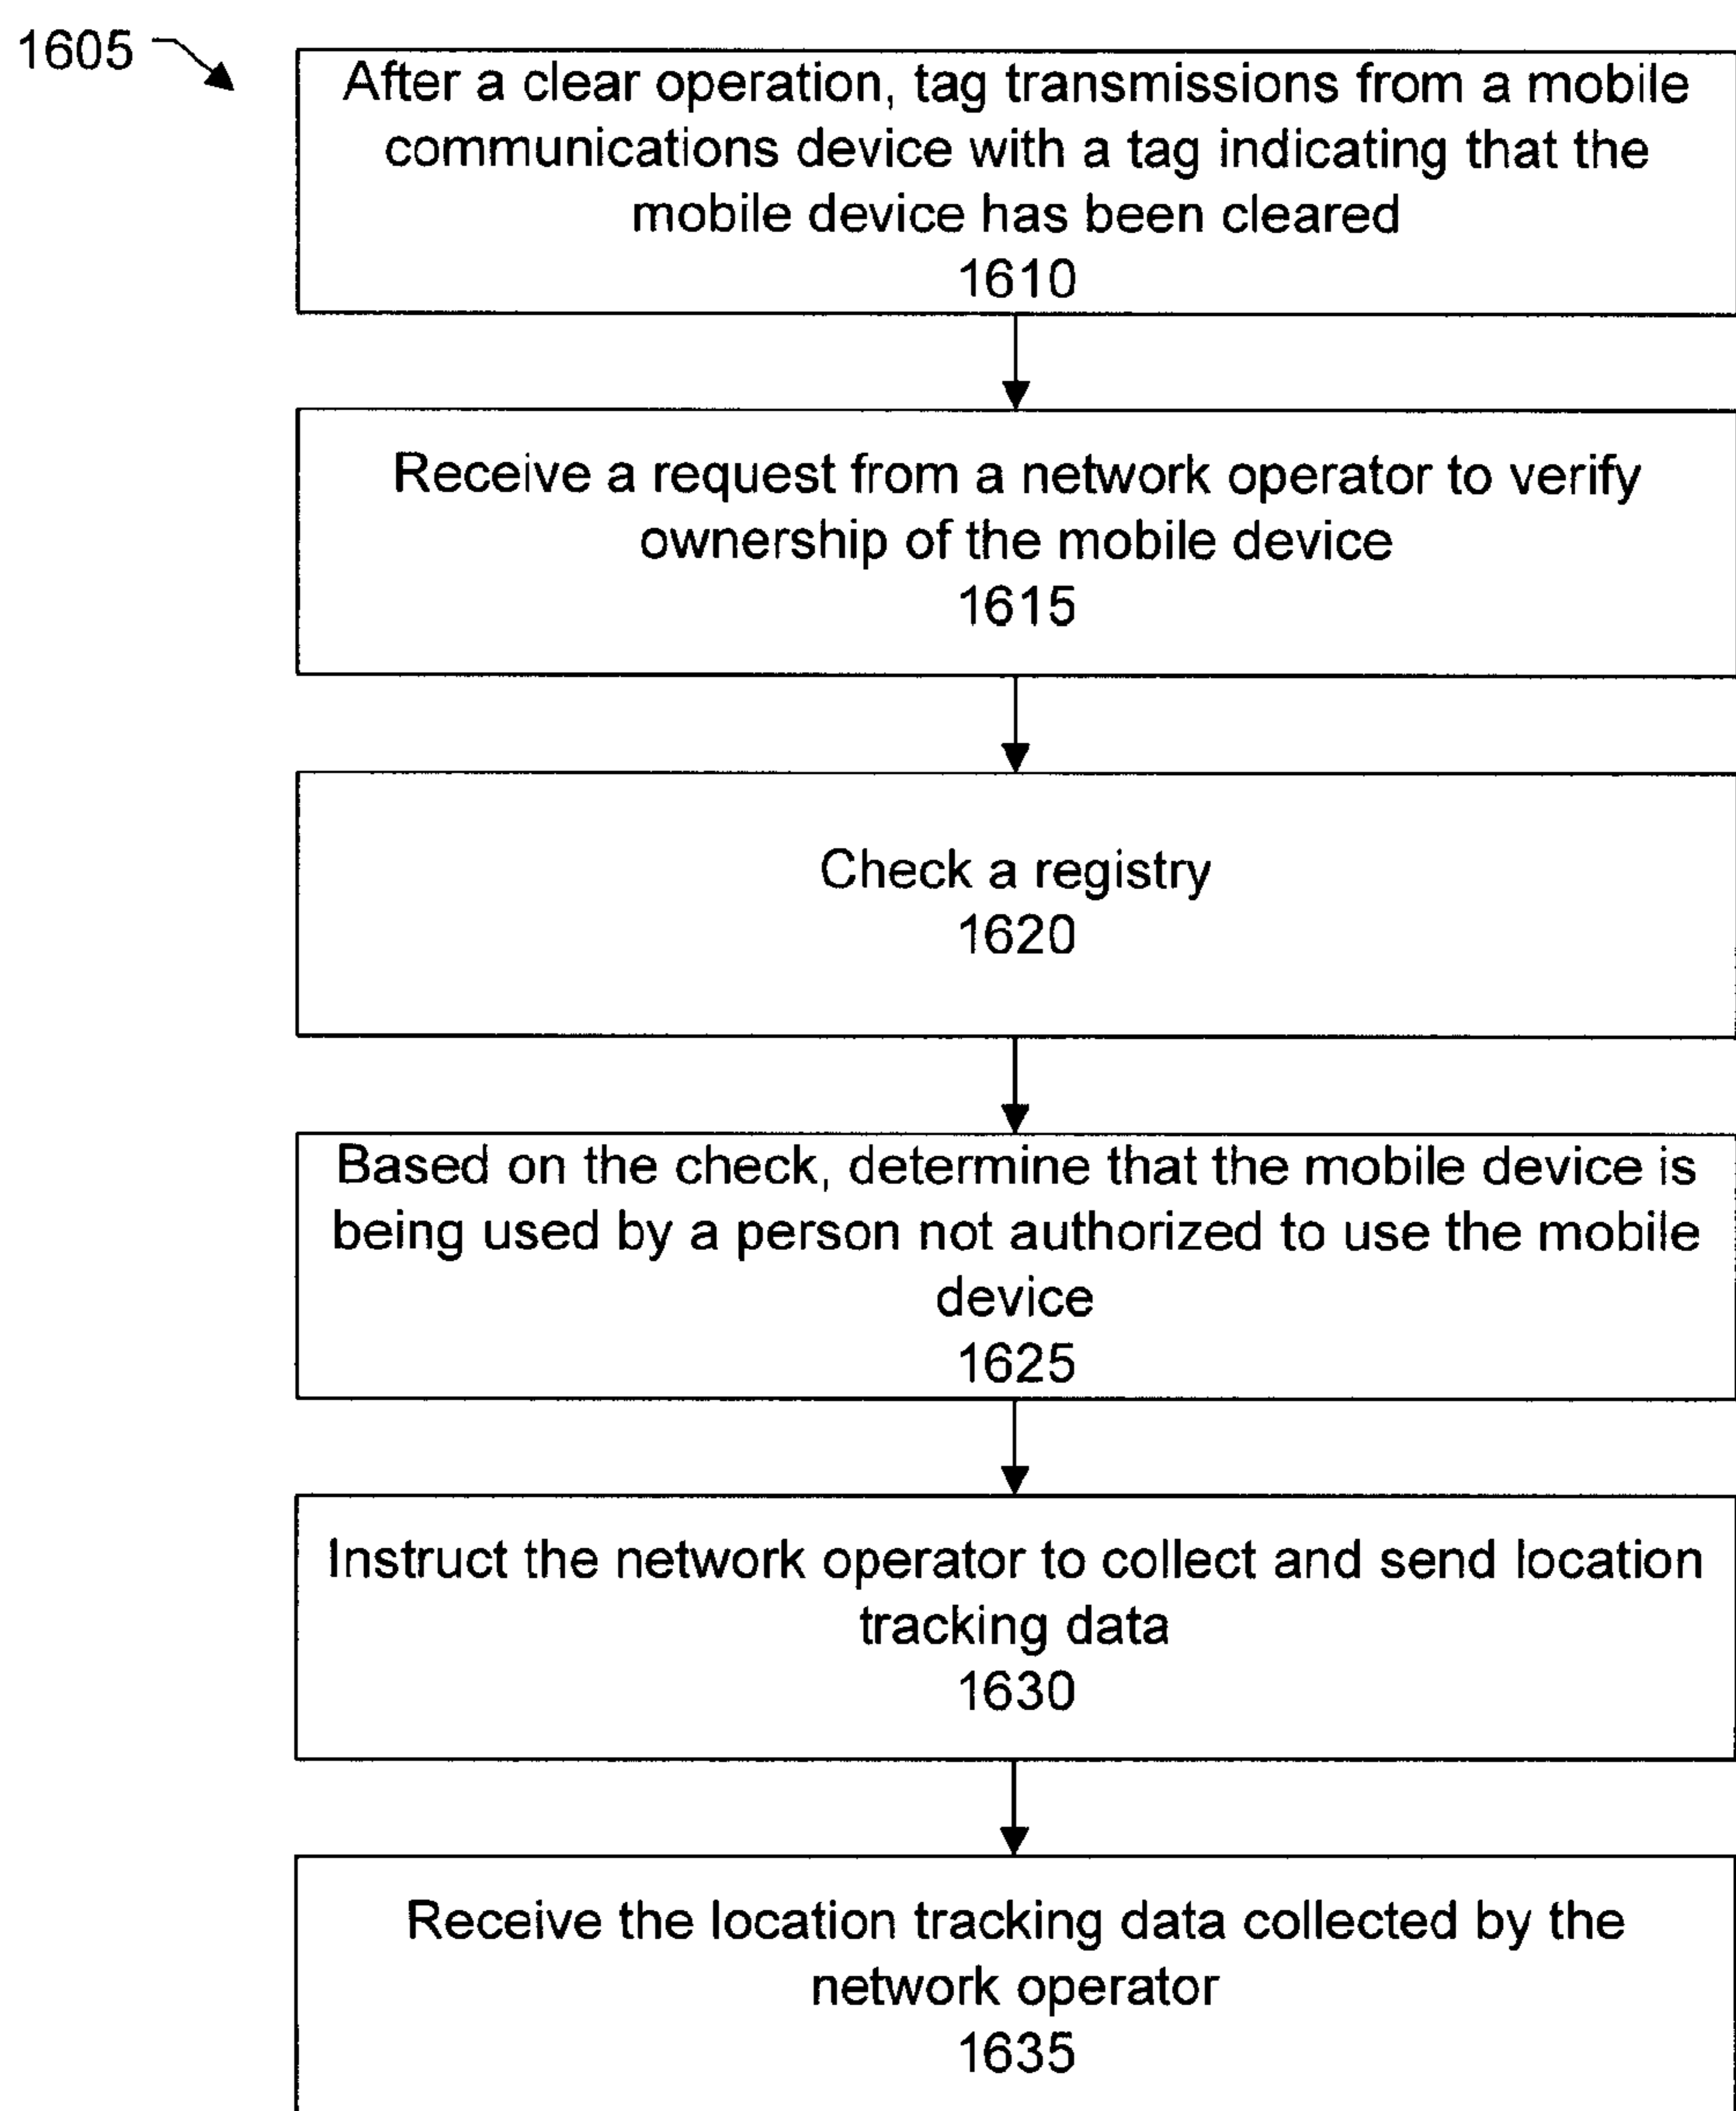 1605
After a clear operation, tag transmissions from a mobile
communications device with a tag indicating that the
mobile device has been cleared
1610
Receive a request from a network operator to verify
ownership of the mobile device
1615
Check a registry
1620
Based on the check, determine that the mobile device is
being used by a person not authorized to use the mobile
device
1625
Instruct the network operator to collect and send location
tracking data
1630
Receive the location tracking data collected by the
network operator
1635